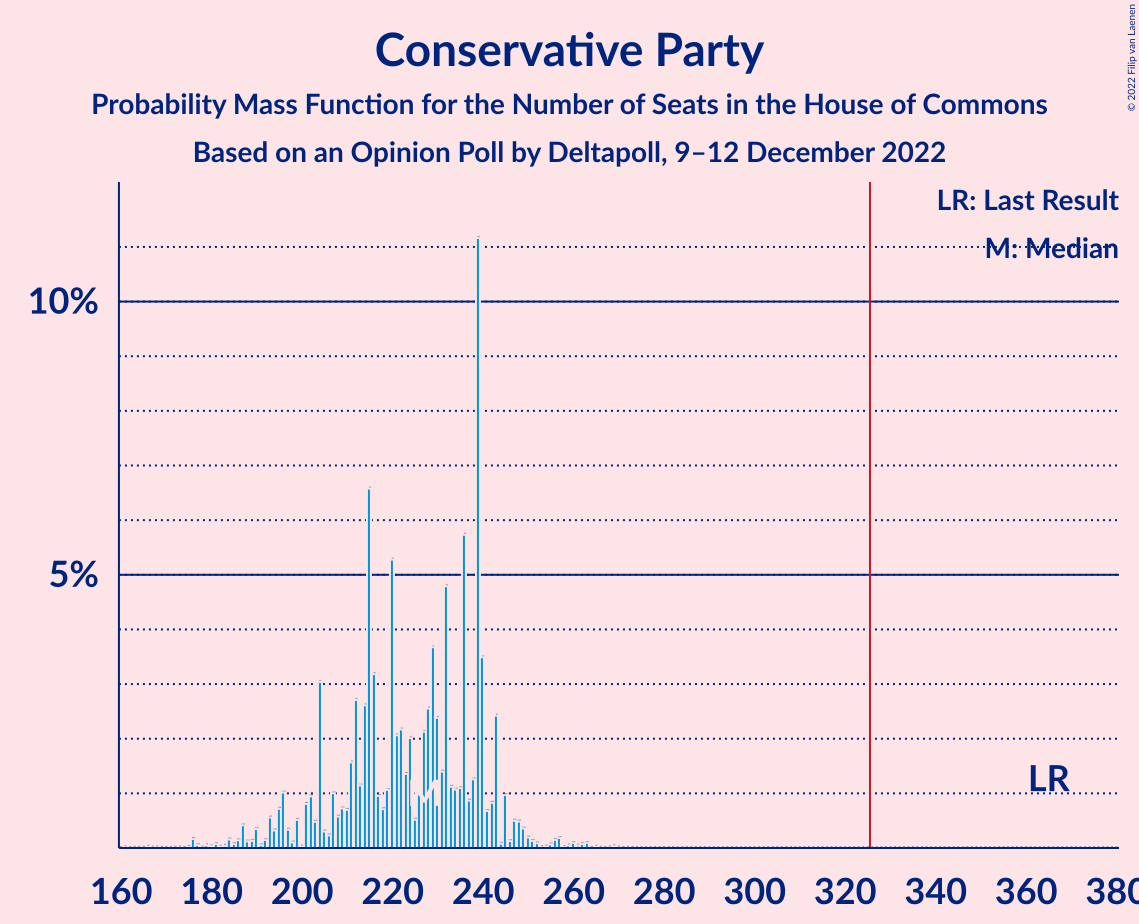 Conservative Party
Probability Mass Function for the Number of Seats in the House of Commons
Based on an Opinion Poll by Deltapoll, 9–12 December 2022
© 2022 Filip van Laenen
LR: Last Result
M: Median
10%
5%
LR
160 180 200 220 240 260 280 300 320 340 360 380